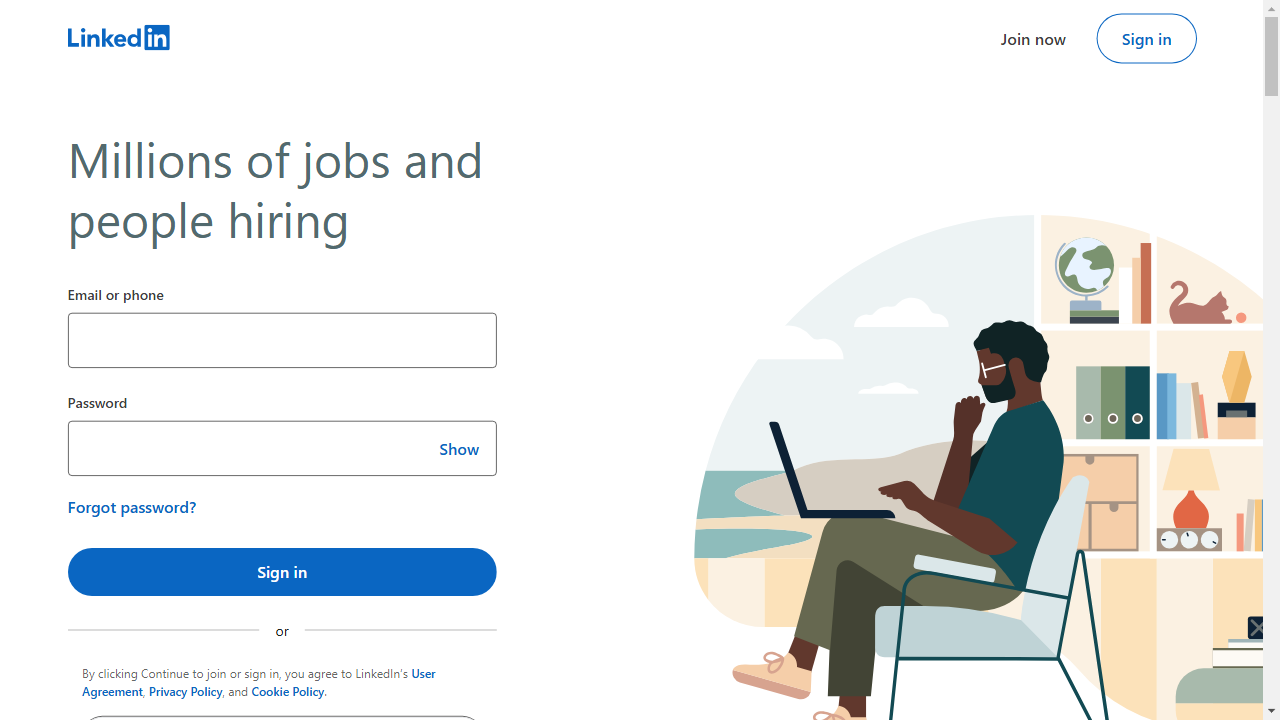 Linkedin
Join now
Sign in
Millions of jobs and
people hiring
Email or phone
Password
Show
Forgot password?
Sign in
or
By clicking Continue to join or sign in, you agree to LinkedIn's User
Agreement, Privacy Policy, and Cookie Policy.